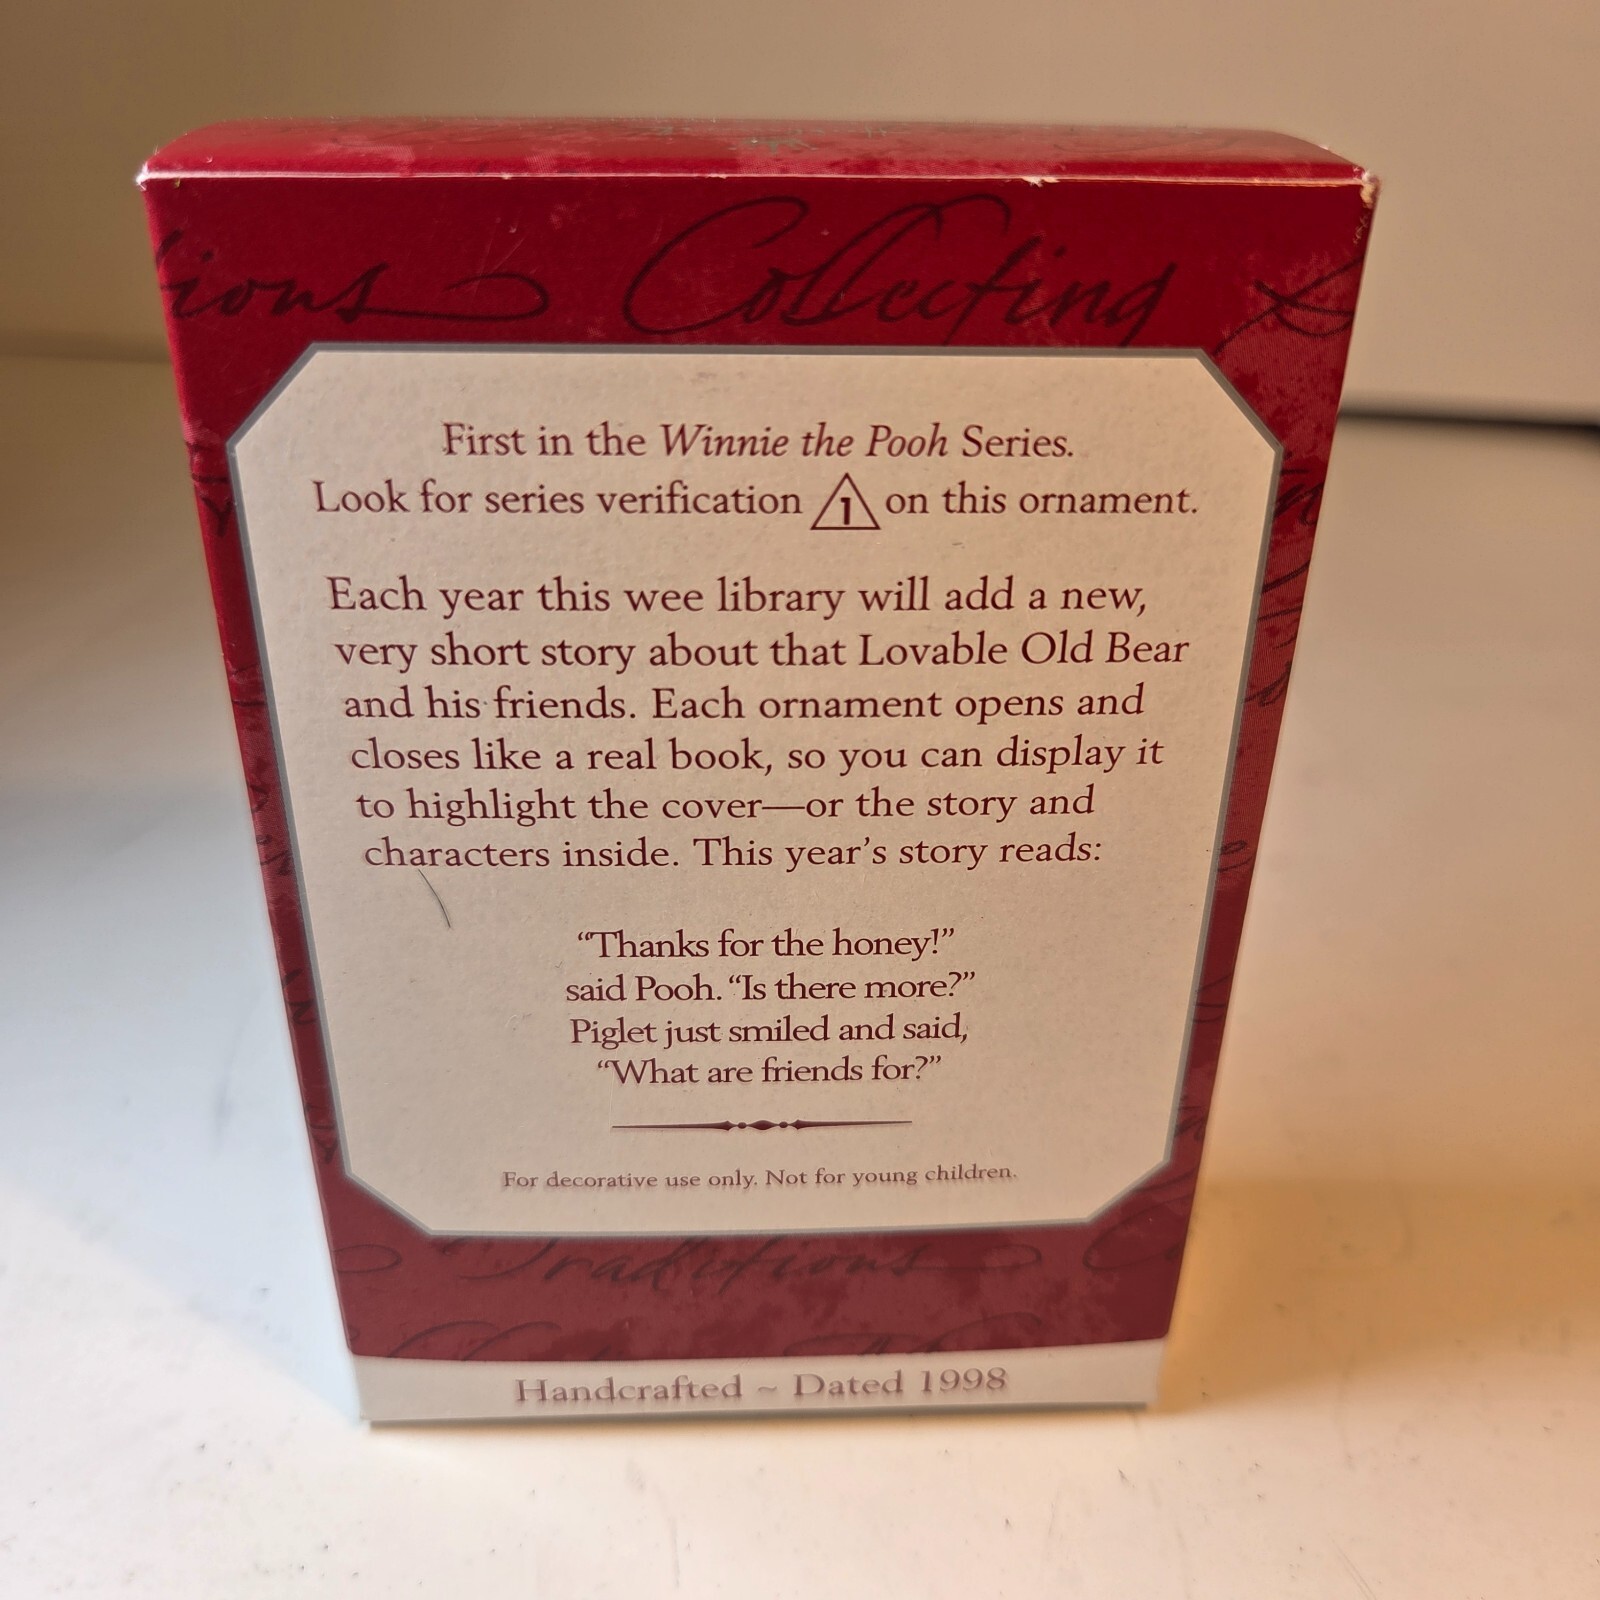 ions Collecting
First in the Winnie the Pooh Series.
Look for series verification 1 on this ornament.
Each year this wee library will add a new,
very short story about that Lovable Old Bear
and his friends. Each ornament opens and
closes like a real book, so you can display it
to highlight the cover—or the story and
characters inside. This year's story reads:
“Thanks for the honey!”
said Pooh. “Is there more?”
Piglet just smiled and said,
“What are friends for?”
For decorative use only. Not for young children.
Traditions
Handcrafted ~ Dated 1998